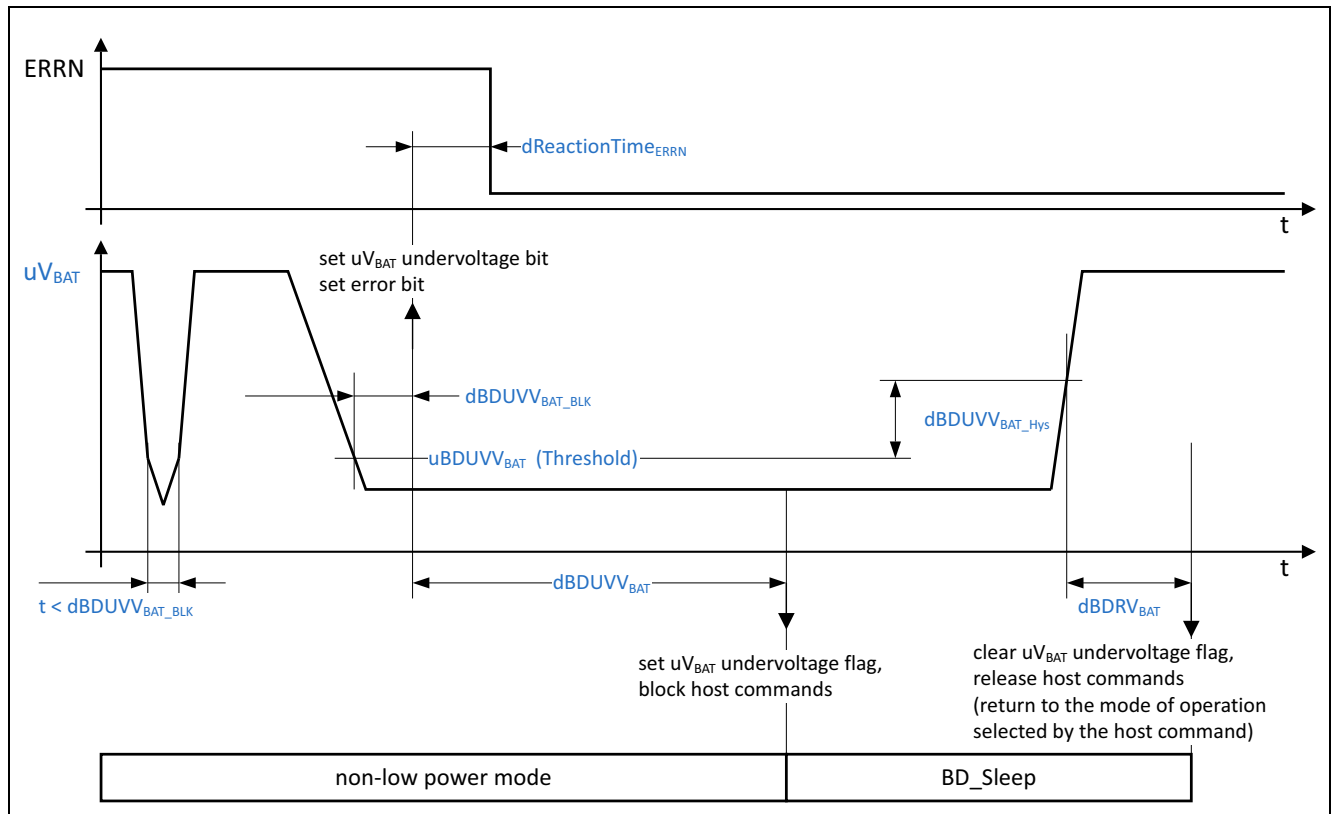 ERRN
dReactionTimeERRN
t
set uVBAT undervoltage bit
set error bit
uVBAT
dBDUVVBAT_BLK
dBDUVVBAT_Hys
uBDUVVBAT (Threshold)
t
dBDUVVBAT
t < dBDUVVBAT_BLK
dBDRVBAT
set uVBAT undervoltage flag,
block host commands
clear uVBAT undervoltage flag,
release host commands
(return to the mode of operation
selected by the host command)
non-low power mode
BD_Sleep